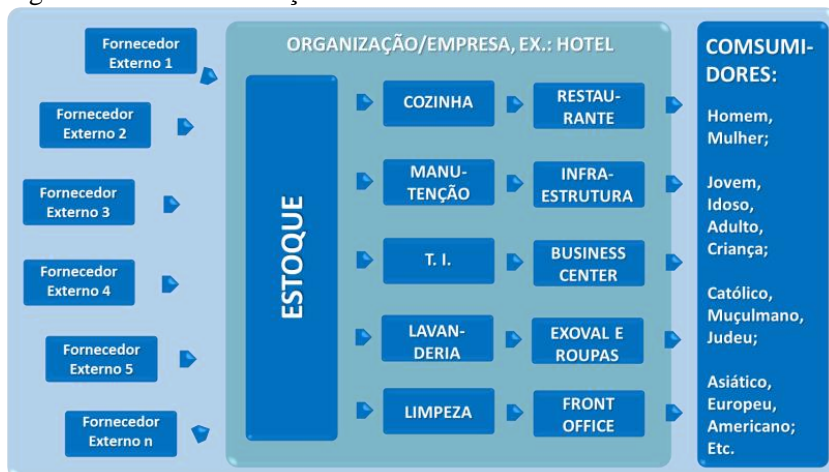 Fornecedor
Externo 1
Fornecedor
Externo 2
Fornecedor
Externo 3
Fornecedor
Externo 4
Fornecedor
Externo 5
Fornecedor
Externo n
ORGANIZAÇÃO/EMPRESA, EX.: HOTEL
ESTOQUE
COZINHA
RESTAU-
RANTE
MANU-
TENÇÃO
INFRA-
ESTRUTURA
T. I.
BUSINESS
CENTER
LAVAN-
DERIA
EXOVAL E
ROUPAS
LIMPEZA
FRONT
OFFICE
COMSUMI-
DORES:
Homem,
Mulher;
Jovem,
Idoso,
Adulto,
Criança;
Católico,
Muçulmano,
Judeu;
Asiático,
Europeu,
Americano;
Etc.